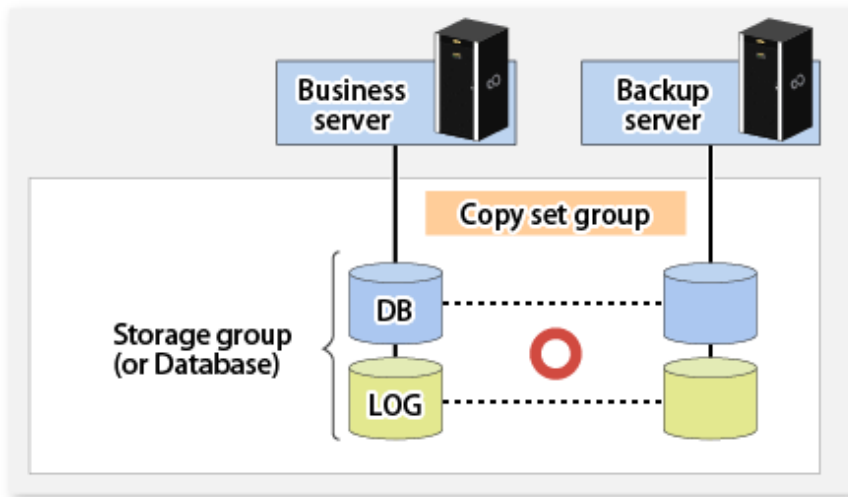 Business
server
Backup
server
Copy set group
DB
Storage group
(or Database)
LOG